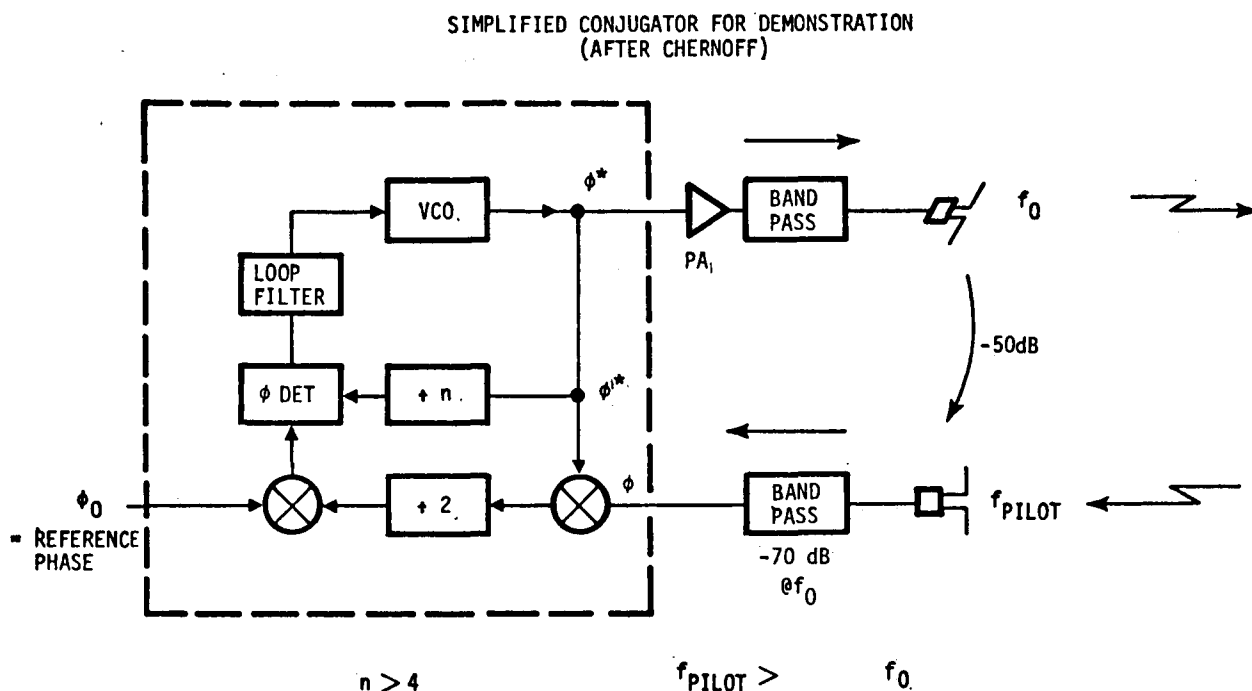 SIMPLIFIED CONJUGATOR FOR DEMONSTRATION
(AFTER CHERNOFF)
VCO.
φ*
BAND
PASS
f0
PA1
LOOP
FILTER
-50dB
φ DET
+ n.
φ'*
φ0
= REFERENCE
PHASE
+ 2.
φ
BAND
PASS
fPILOT
-70 dB
@f0
n > 4
fPILOT > f0.